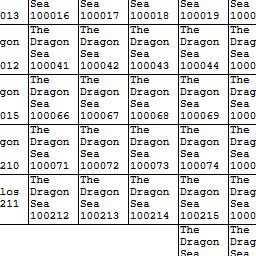 Sea Sea Sea Sea Sea
013 100016 100017 100018 100019 1000
The The The The The
gon Dragon Dragon Dragon Dragon Drag
Sea Sea Sea Sea Sea
012 100041 100042 100043 100044 1000
The The The The The
gon Dragon Dragon Dragon Dragon Drag
Sea Sea Sea Sea Sea
015 100066 100067 100068 100069 1000
The The The The The
gon Dragon Dragon Dragon Dragon Drag
Sea Sea Sea Sea Sea
210 100071 100072 100073 100074 1000
The The The The The
los Dragon Dragon Dragon Dragon Drag
211 Sea Sea Sea Sea Sea
100212 100213 100214 100215 1002
The The
Dragon Drag
Sea Sea